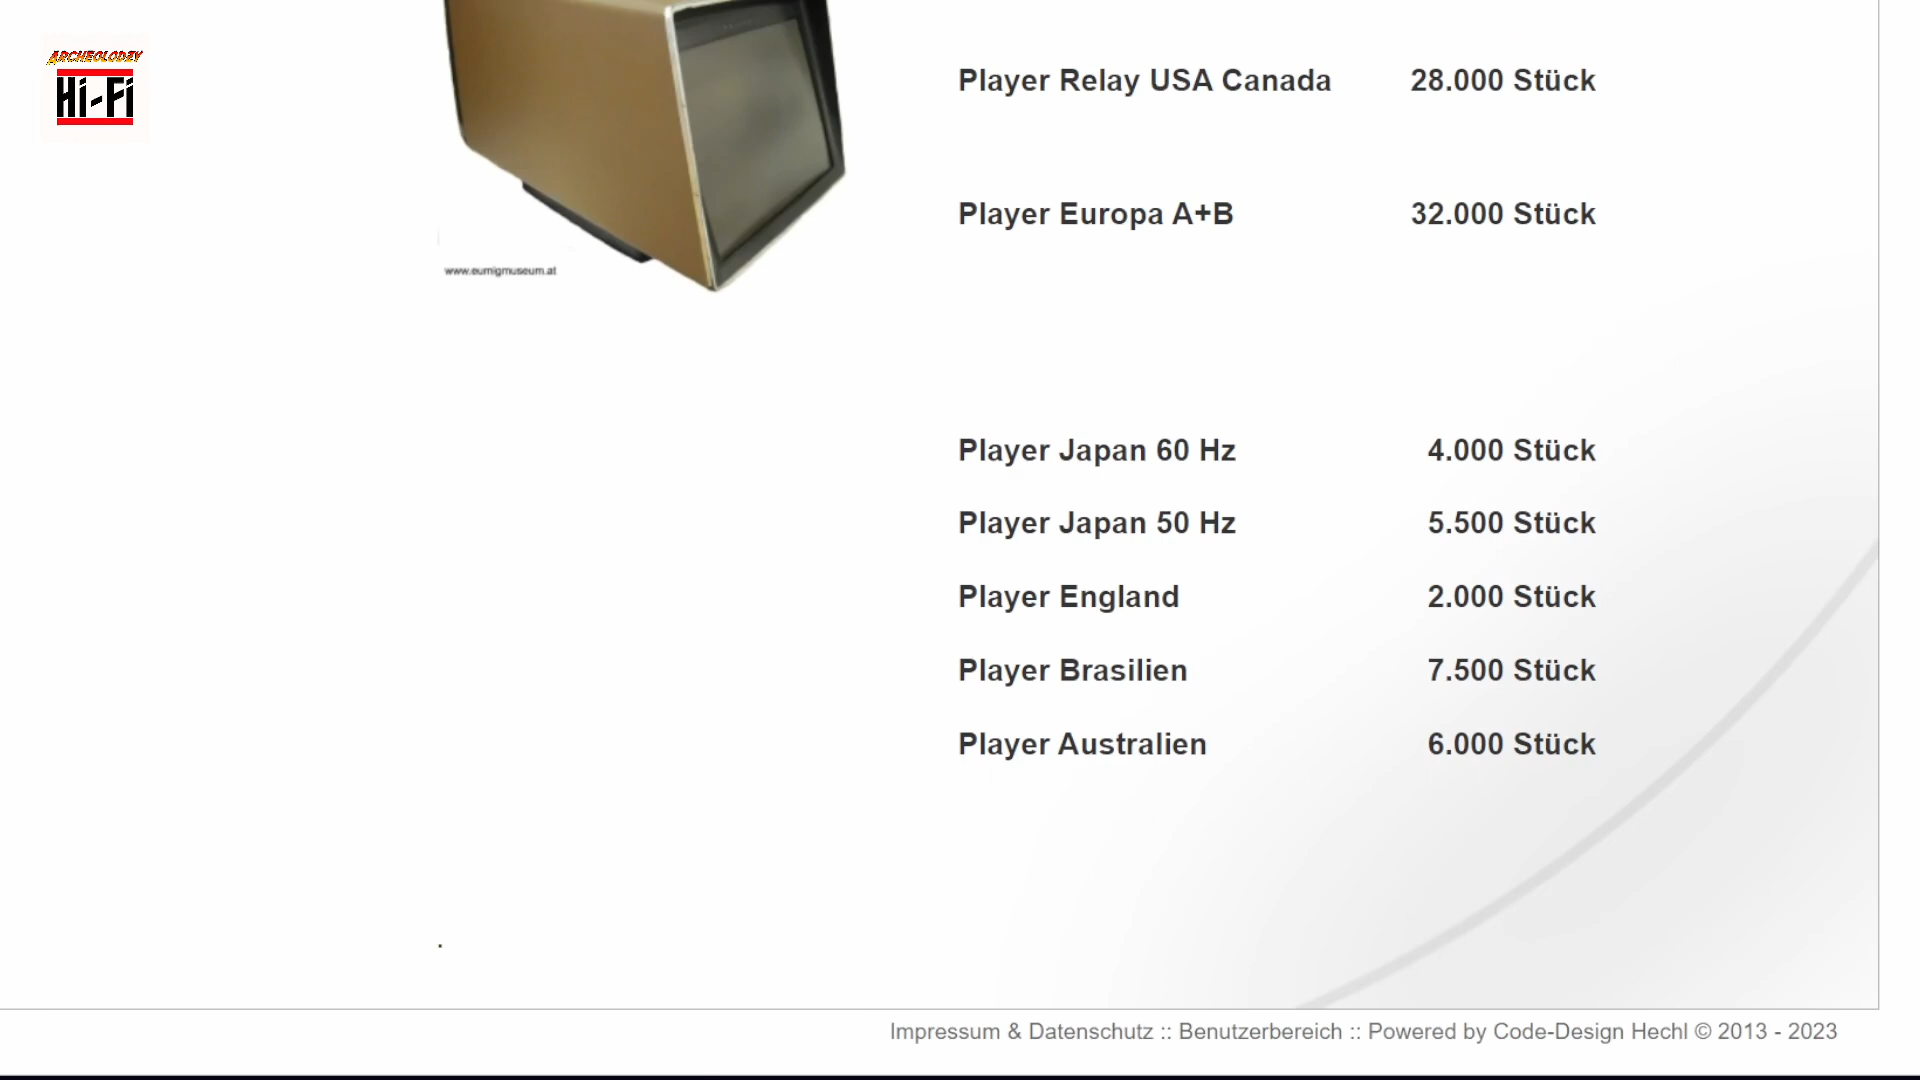 ARCHEOLODZY
Hi-Fi
Player Relay USA Canada 28.000 Stück
Player Europa A+B 32.000 Stück
www.eumigmuseum.at
Player Japan 60 Hz 4.000 Stück
Player Japan 50 Hz 5.500 Stück
Player England 2.000 Stück
Player Brasilien 7.500 Stück
Player Australien 6.000 Stück
Impressum & Datenschutz :: Benutzerbereich :: Powered by Code-Design Hechl © 2013 - 2023